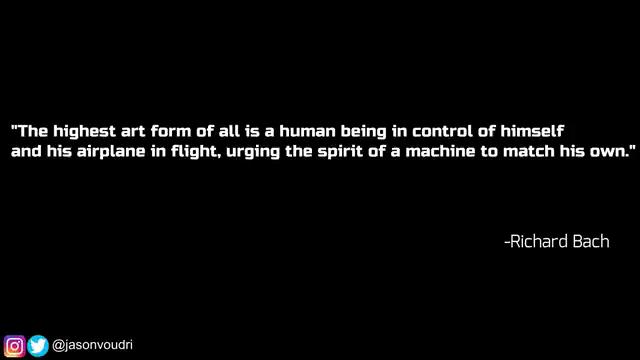 "The highest art form of all is a human being in control of himself
and his airplane in flight, urging the spirit of a machine to match his own."
-Richard Bach
@jasonvoudri